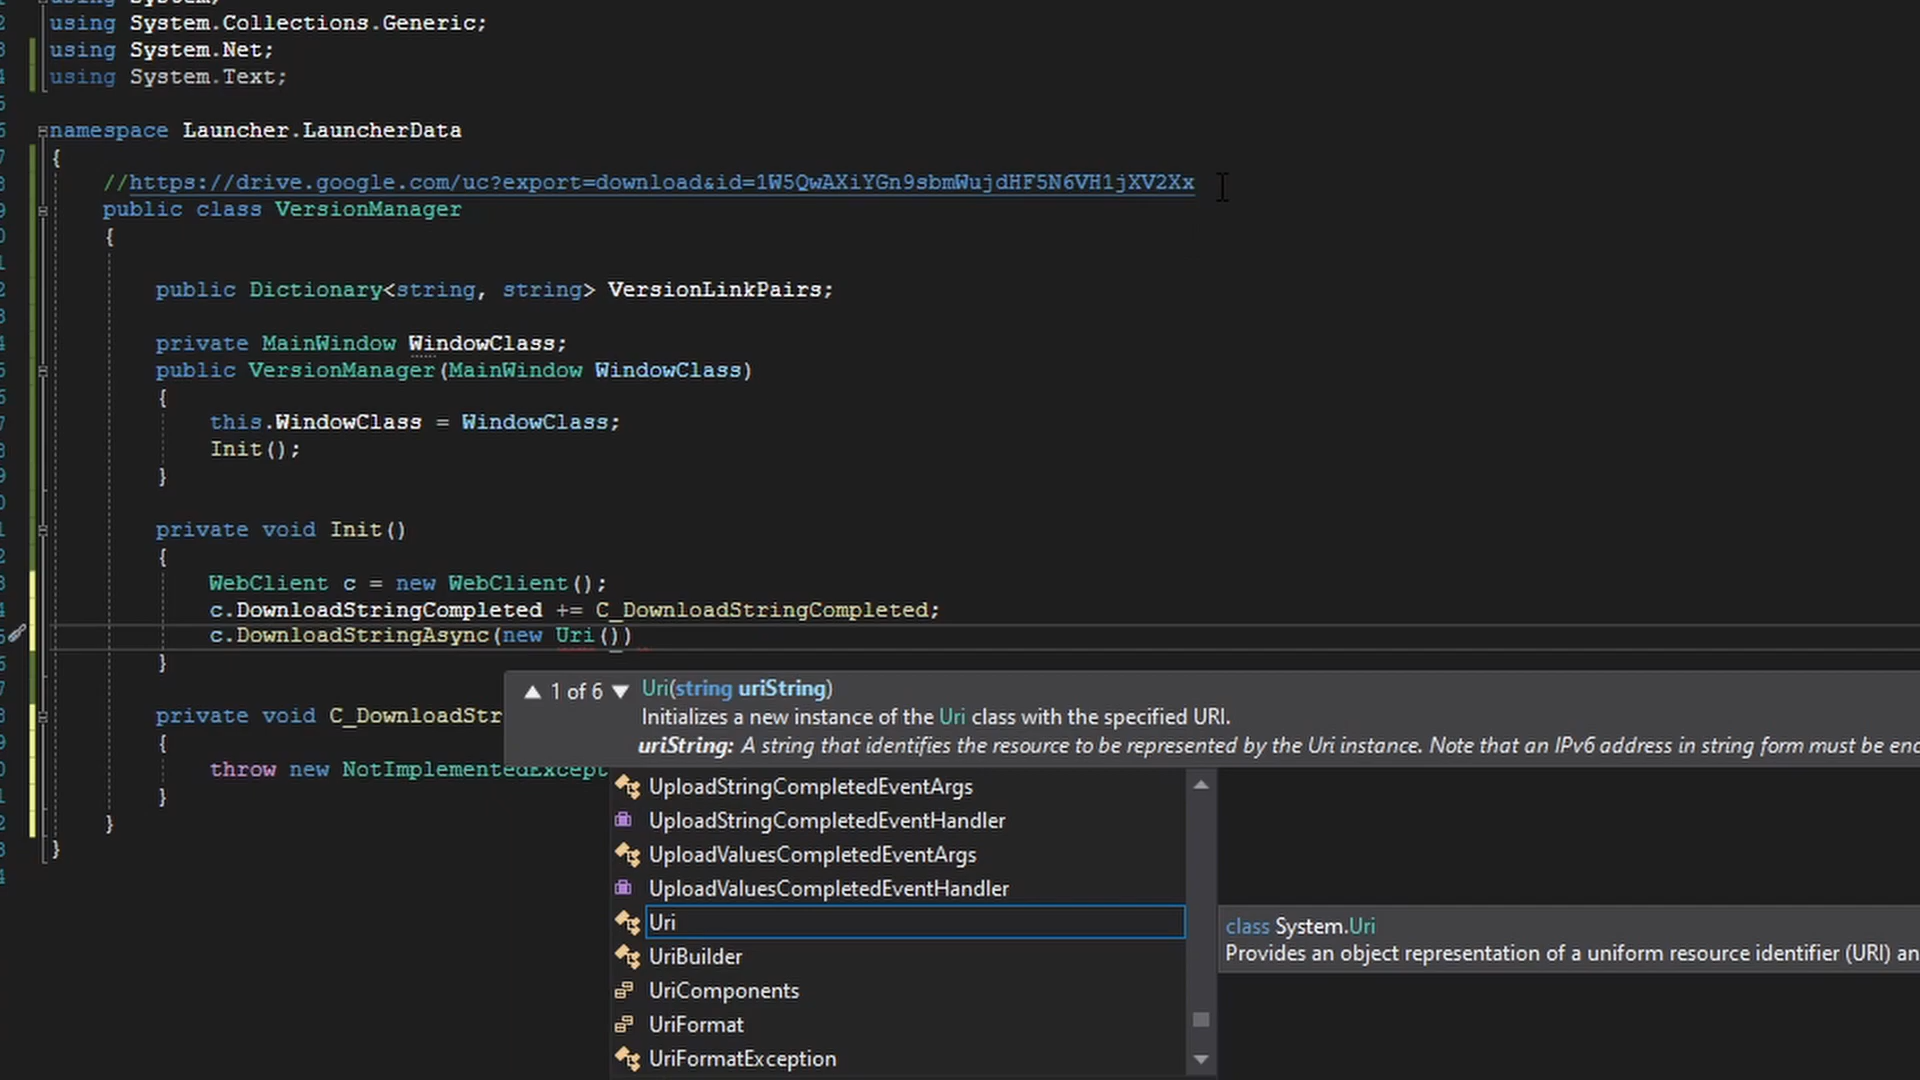 using System;
using System.Collections.Generic;
using System.Net;
using System.Text;
namespace Launcher.LauncherData
{
//https://drive.google.com/uc?export=download&id=1W5QwAXiYGn9sbmWujdHF5N6VH1jXV2Xx
public class VersionManager
{
public Dictionary<string, string> VersionLinkPairs;
private MainWindow WindowClass;
public VersionManager(MainWindow WindowClass)
{
this.WindowClass = WindowClass;
Init();
}
private void Init()
{
WebClient c = new WebClient();
c.DownloadStringCompleted += C_DownloadStringCompleted;
c.DownloadStringAsync(new Uri())
}
1 of 6 Uri(string uriString)
Initializes a new instance of the Uri class with the specified URI.
uriString: A string that identifies the resource to be represented by the Uri instance. Note that an IPv6 address in string form must be enc
private void C_DownloadStr
{
throw new NotImplementedExcept
}
}
}
UploadStringCompletedEventArgs
UploadStringCompletedEventHandler
UploadValuesCompletedEventArgs
UploadValuesCompletedEventHandler
Uri
UriBuilder
UriComponents
UriFormat
UriFormatException
class System.Uri
Provides an object representation of a uniform resource identifier (URI) an